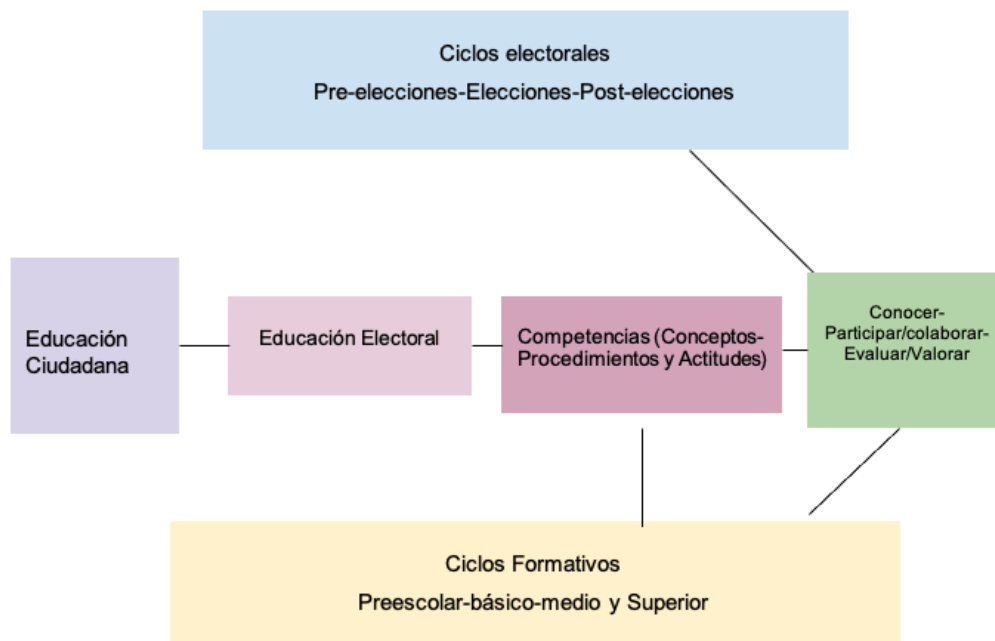 Ciclos electorales
Pre-elecciones-Elecciones-Post-elecciones
Educación
Ciudadana
Educación Electoral
Competencias (Conceptos-
Procedimientos y Actitudes)
Conocer-
Participar/colaborar-
Evaluar/Valorar
Ciclos Formativos
Preescolar-básico-medio y Superior